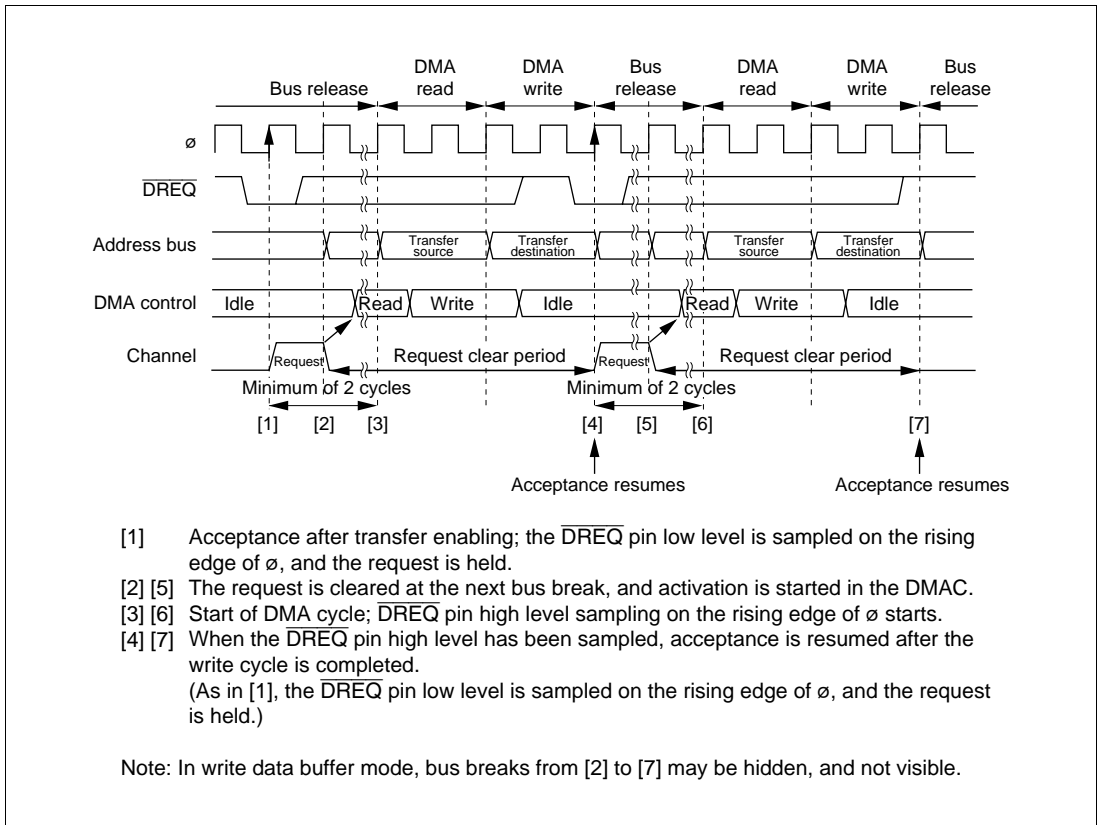 DMA DMA Bus DMA DMA Bus
Bus release read write release read write release
ø
DREQ
Address bus Transfer source Transfer destination Transfer source Transfer destination
DMA control Idle Read Write Idle Read Write Idle
Channel Request Request clear period Request Request clear period
Minimum of 2 cycles Minimum of 2 cycles
[1] [2] [3] [4] [5] [6] [7]
Acceptance resumes Acceptance resumes
[1] Acceptance after transfer enabling; the DREQ pin low level is sampled on the rising
edge of ø, and the request is held.
[2] [5] The request is cleared at the next bus break, and activation is started in the DMAC.
[3] [6] Start of DMA cycle; DREQ pin high level sampling on the rising edge of ø starts.
[4] [7] When the DREQ pin high level has been sampled, acceptance is resumed after the
write cycle is completed.
(As in [1], the DREQ pin low level is sampled on the rising edge of ø, and the request
is held.)
Note: In write data buffer mode, bus breaks from [2] to [7] may be hidden, and not visible.